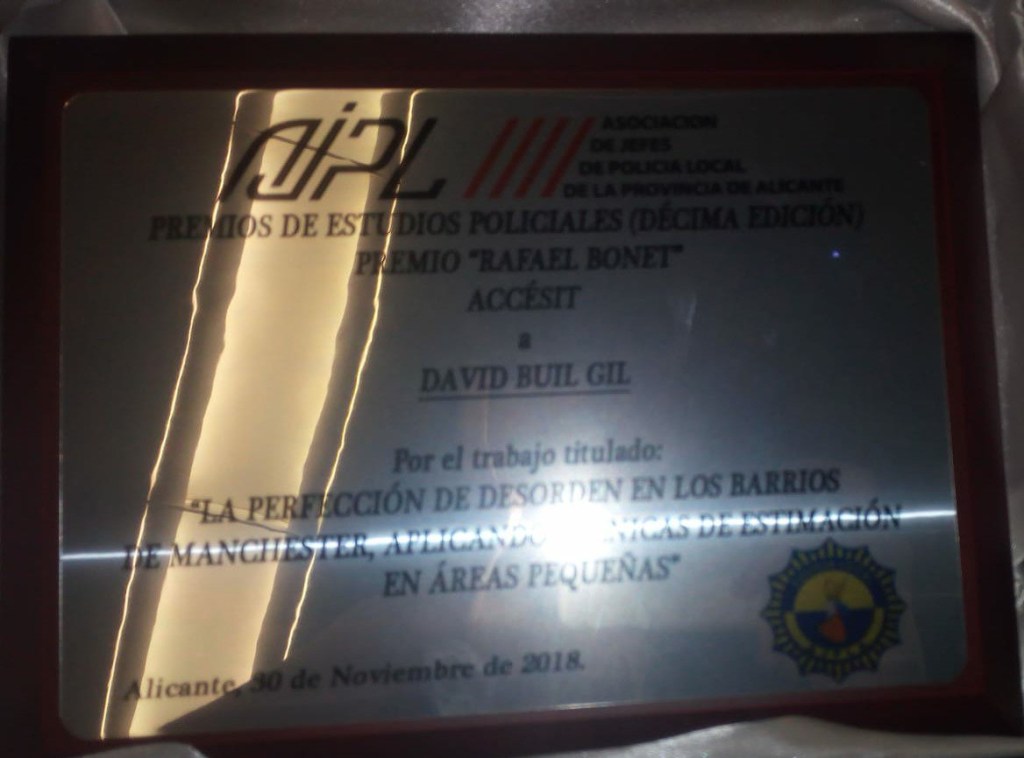 AJPL
ASOCIACION
DE JEFES
DE POLICIA LOCAL
DE LA PROVINCIA DE ALICANTE
PREMIOS DE ESTUDIOS POLICIALES (DÉCIMA EDICIÓN)
PREMIO "RAFAEL BONET"
ACCÉSIT
a
DAVID BUIL GIL
Por el trabajo titulado:
"LA PERFECCIÓN DE DESORDEN EN LOS BARRIOS
DE MANCHESTER, APLICANDO DE ESTIMACIÓN
EN ÁREAS PEQUEÑAS"
Alicante, 30 de Noviembre de 2018.